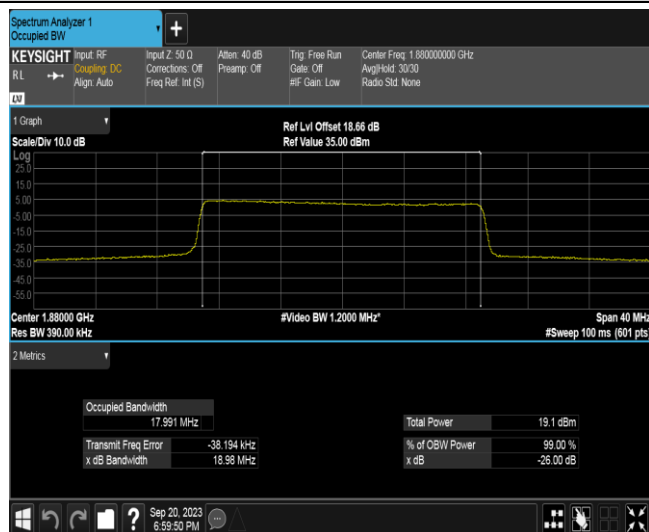 Spectrum Analyzer 1
Occupied BW
+
KEYSIGHT Input: RF Input Z: 50 Ω Atten: 40 dB Trig: Free Run Center Freq: 1.880000000 GHz
RL Coupling: DC Corrections: Off Preamp: Off Gate: Off Avg|Hold: 30/30
Align: Auto Freq Ref: Int (S) #IF Gain: Low Radio Std: None
LXI
1 Graph
Ref Lvl Offset 18.66 dB
Scale/Div 10.0 dB Ref Value 35.00 dBm
Log
25.0
15.0
5.00
-5.00
-15.0
-25.0
-35.0
-45.0
-55.0
Center 1.88000 GHz #Video BW 1.2000 MHz* Span 40 MHz
Res BW 390.00 kHz #Sweep 100 ms (601 pts)
2 Metrics
Occupied Bandwidth
17.991 MHz Total Power 19.1 dBm
Transmit Freq Error -38.194 kHz % of OBW Power 99.00 %
x dB Bandwidth 18.98 MHz x dB -26.00 dB
? Sep 20, 2023
6:59:50 PM